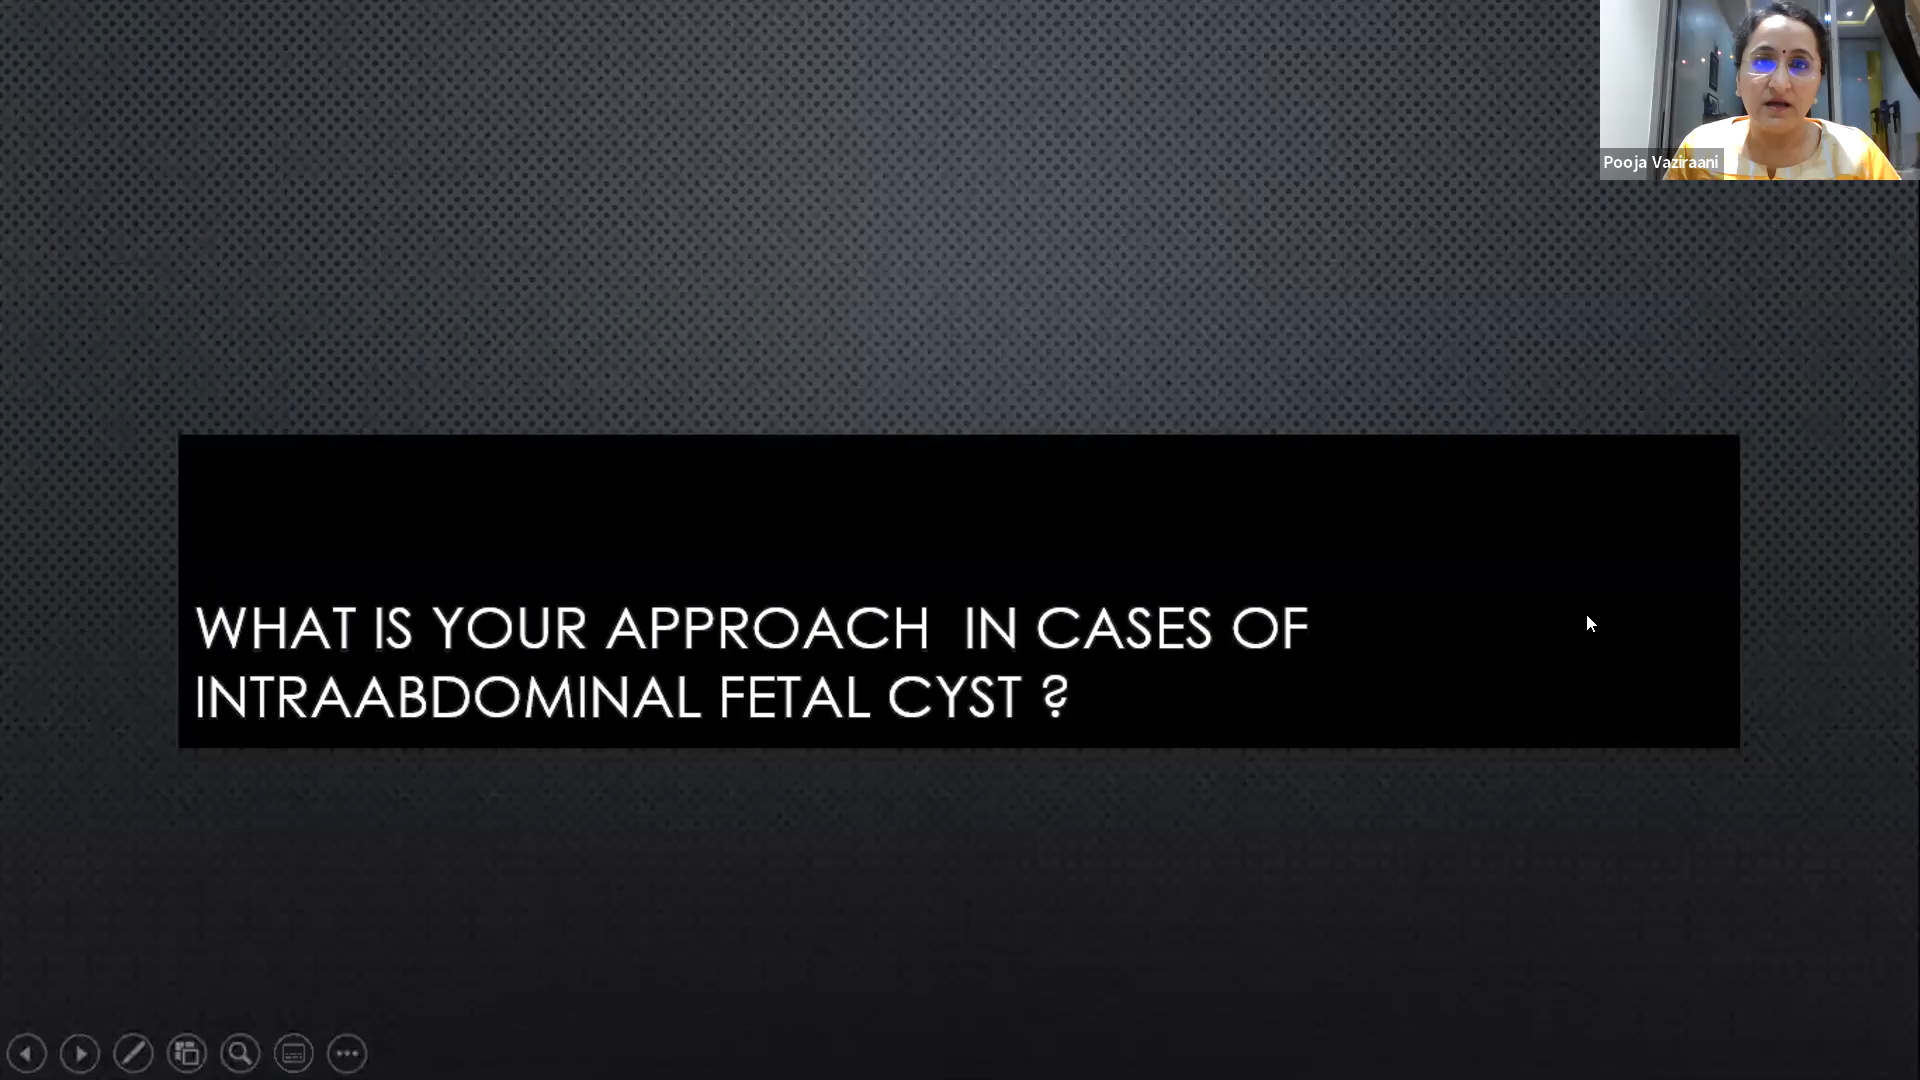 Pooja Vaziraani
WHAT IS YOUR APPROACH  IN CASES OF
INTRAABDOMINAL FETAL CYST ?